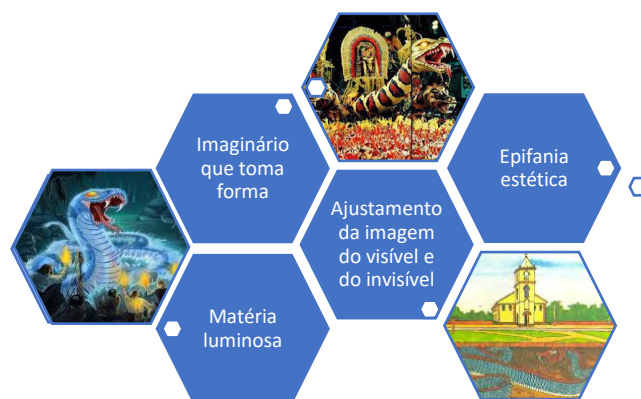 Imaginário
que toma
forma
Epifania
estética
Ajustamento
da imagem
do visível e
do invisível
Matéria
luminosa